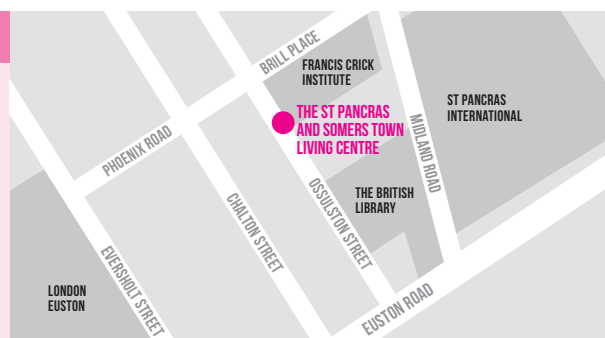 BRILL PLACE
FRANCIS CRICK
INSTITUTE
ST PANCRAS
INTERNATIONAL
THE ST PANCRAS
AND SOMERS TOWN
LIVING CENTRE
PHOENIX ROAD
MIDLAND ROAD
THE BRITISH
LIBRARY
CHALTON STREET
OSSULSTON STREET
EVERSHOLT STREET
LONDON
EUSTON
EUSTON ROAD